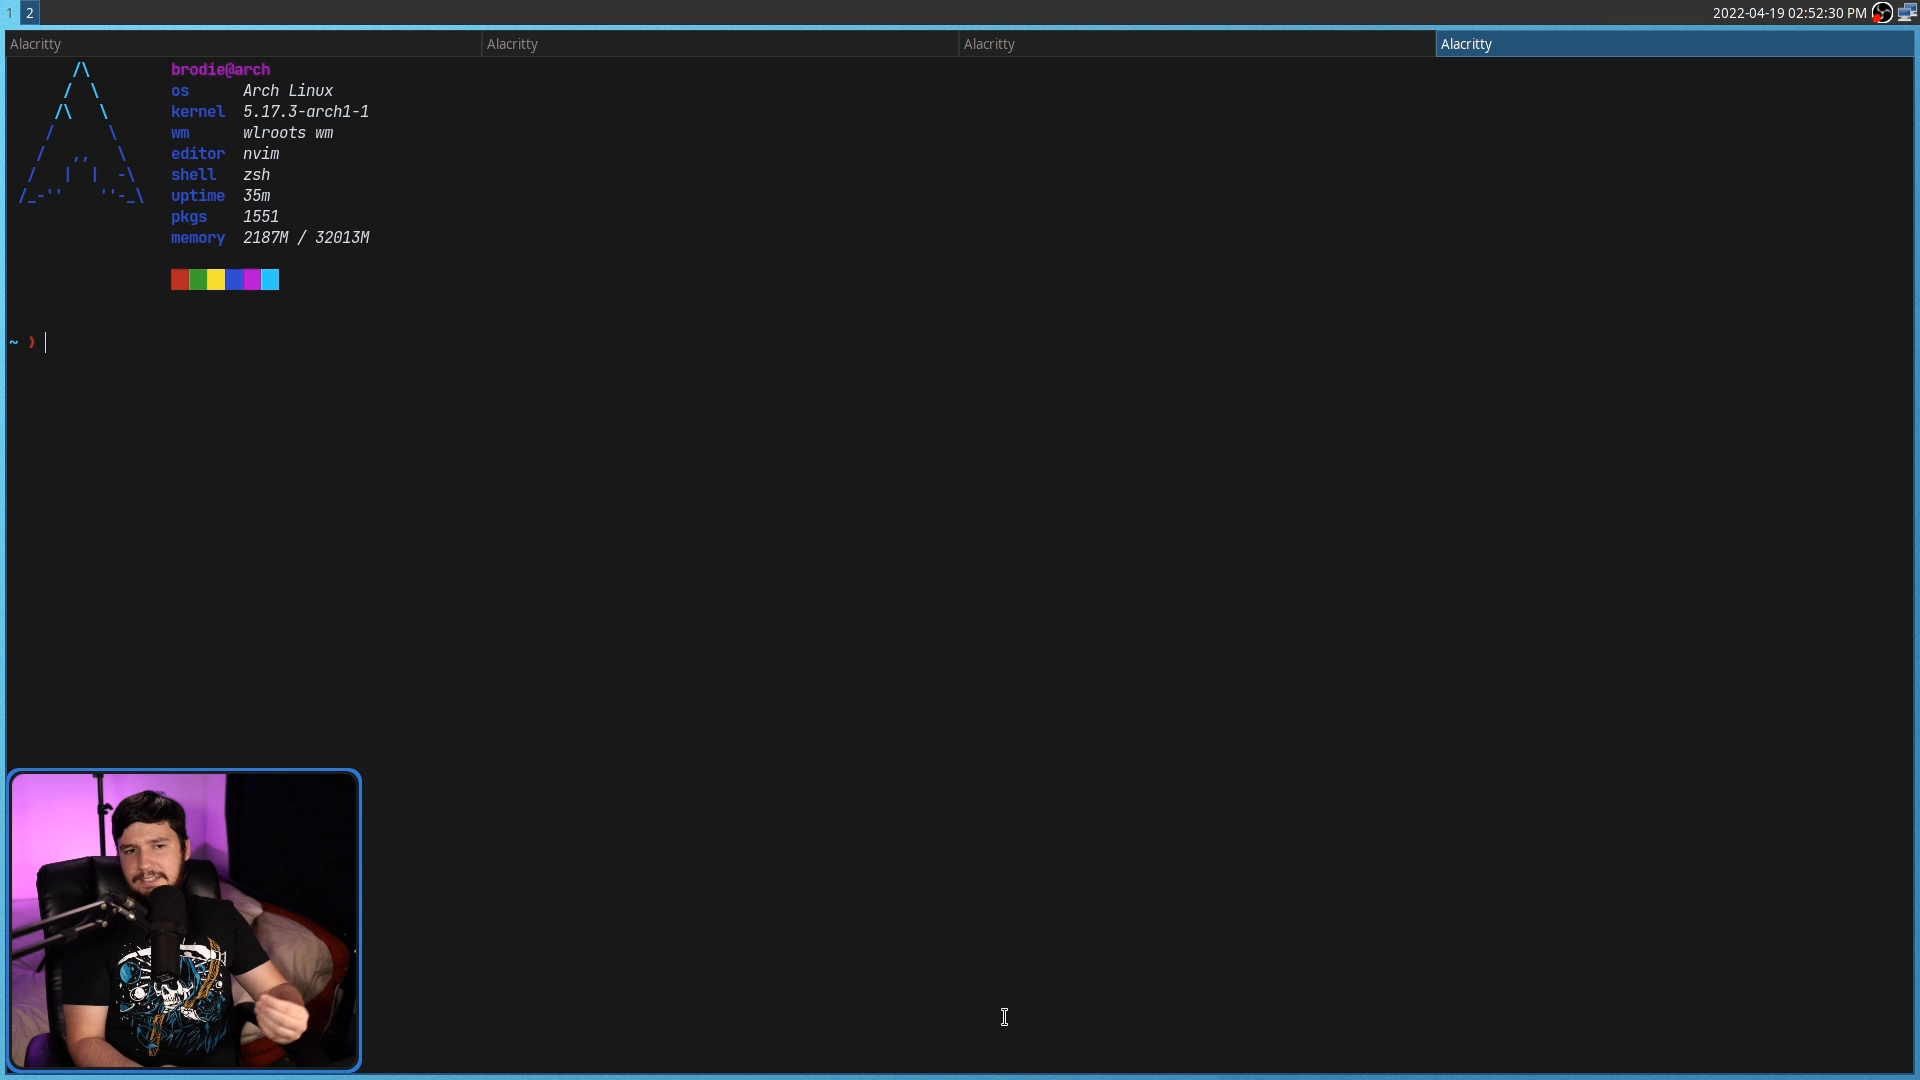 1 2 2022-04-19 02:52:30 PM
Alacritty Alacritty Alacritty Alacritty
brodie@arch
os Arch Linux
kernel 5.17.3-arch1-1
wm wlroots wm
editor nvim
shell zsh
uptime 35m
pkgs 1551
memory 2187M / 32013M
~ ❩